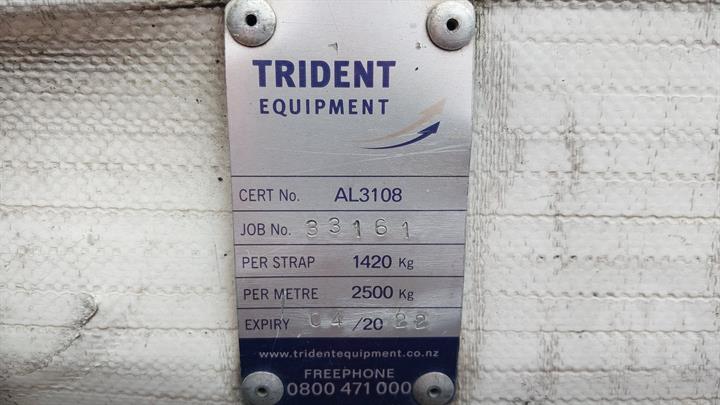 TRIDENT
EQUIPMENT
CERT No. AL3108
JOB No. 33161
PER STRAP 1420 Kg
PER METRE 2500 Kg
EXPIRY 04/2022
www.tridentequipment.co.nz
FREEPHONE
0800 471 000